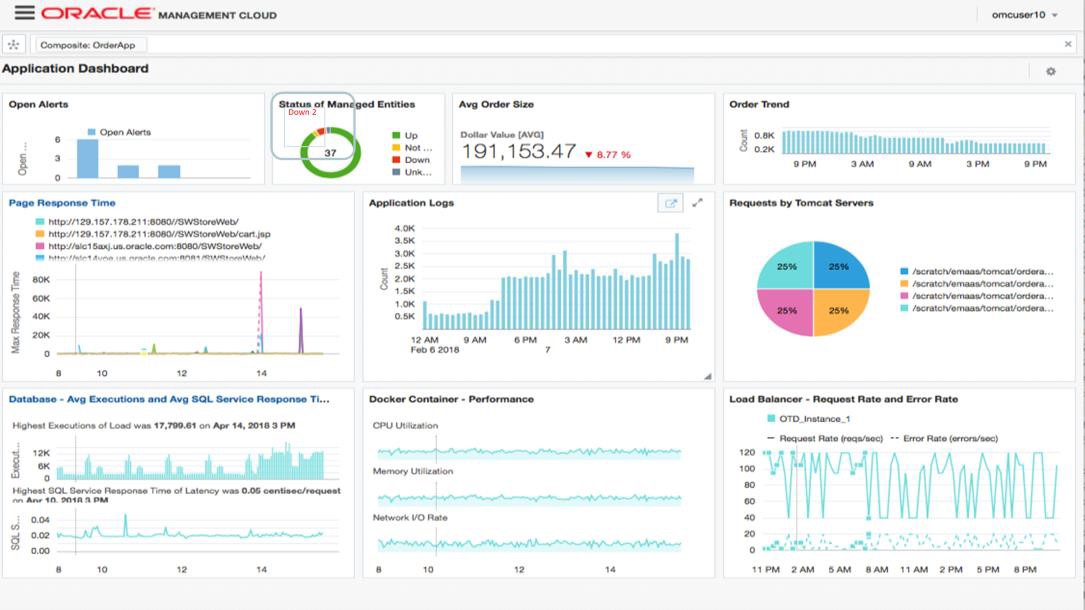 ORACLE MANAGEMENT CLOUD
omcuser10
Composite: OrderApp
Application Dashboard
Open Alerts
Open Alerts
Open ...
6
3
0
Status of Managed Entities
Down 2
37
Up
Not ...
Down
Unk...
Avg Order Size
Dollar Value [AVG]
191,153.47 ▼ 8.77 %
Order Trend
Count
0.8K
0.2K
9 PM 3 AM 9 AM 3 PM 9 PM
Page Response Time
http://129.157.178.211:8080//SWStoreWeb/
http://129.157.178.211:8080//SWStoreWeb/cart.jsp
http://slc15axj.us.oracle.com:8080/SWStoreWeb/
Max Response Time
80K
60K
40K
20K
0
8 10 12 14
Application Logs
Count
4.0K
3.5K
3.0K
2.5K
2.0K
1.5K
1.0K
0.5K
12 AM 9 AM 6 PM 3 AM 12 PM 9 PM
Feb 6 2018 7
Requests by Tomcat Servers
25% 25%
25% 25%
/scratch/emaas/tomcat/ordera...
/scratch/emaas/tomcat/ordera...
/scratch/emaas/tomcat/ordera...
/scratch/emaas/tomcat/ordera...
Database - Avg Executions and Avg SQL Service Response Ti...
Highest Executions of Load was 17,799.61 on Apr 14, 2018 3 PM
Execut...
12K
6K
0
Highest SQL Service Response Time of Latency was 0.05 centisec/request
on Apr 10, 2018 3 PM
SQL S...
0.04
0.02
0.00
8 10 12 14
Docker Container - Performance
CPU Utilization
Memory Utilization
Network I/O Rate
8 10 12 14
Load Balancer - Request Rate and Error Rate
OTD_Instance_1
Request Rate (reqs/sec) Error Rate (errors/sec)
120
100
80
60
40
20
0
11 PM 2 AM 5 AM 8 AM 11 AM 2 PM 5 PM 8 PM